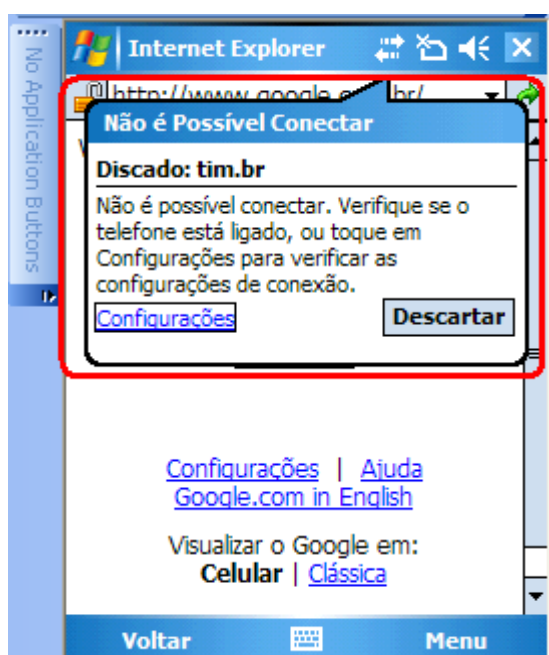 No Application Buttons
Internet Explorer
http://www.google.
br/
Não é Possível Conectar
Discado: tim.br
Não é possível conectar. Verifique se o
telefone está ligado, ou toque em
Configurações para verificar as
configurações de conexão.
Configurações
Descartar
Configurações | Ajuda
Google.com in English
Visualizar o Google em:
Celular | Clássica
Voltar
Menu